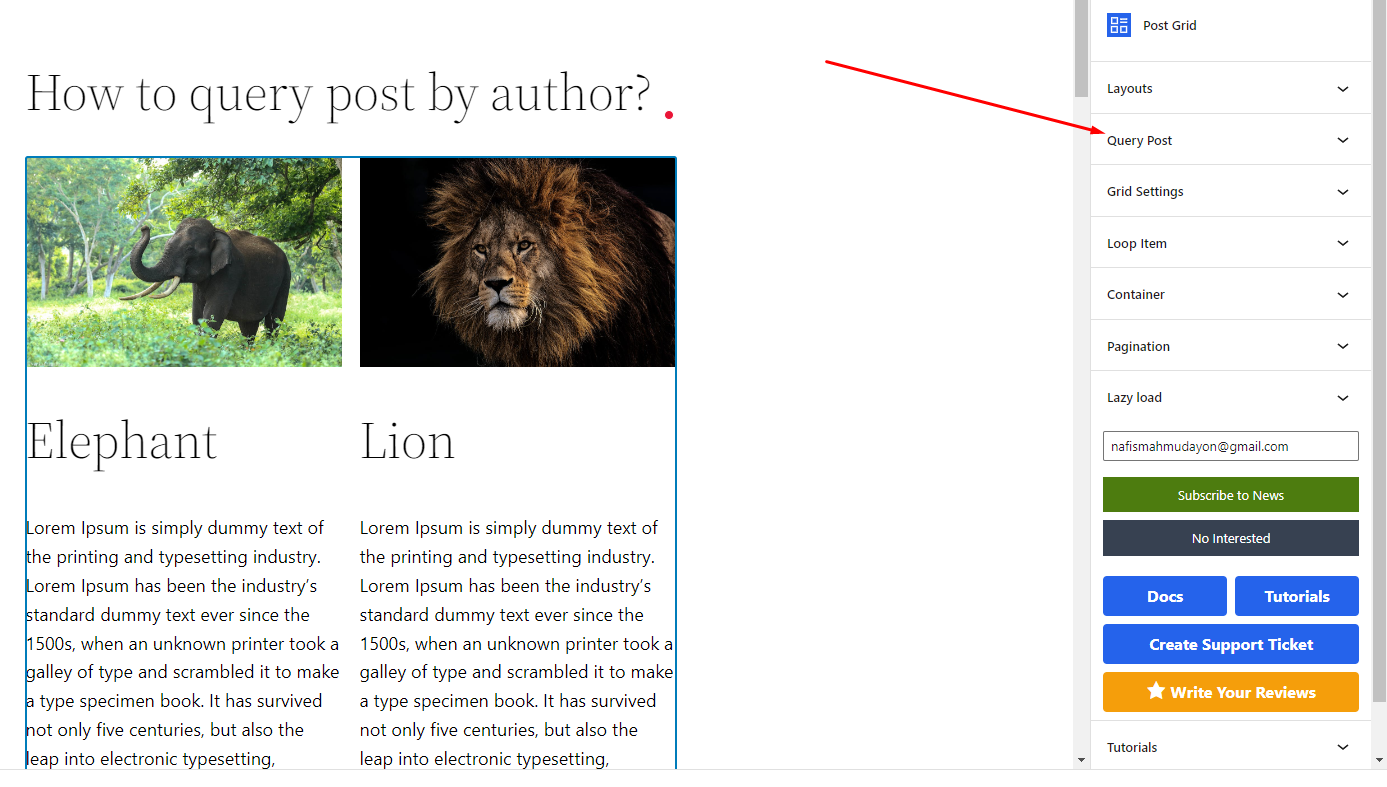 How to query post by author?
Elephant
Lorem Ipsum is simply dummy text of
the printing and typesetting industry.
Lorem Ipsum has been the industry’s
standard dummy text ever since the
1500s, when an unknown printer took a
galley of type and scrambled it to make
a type specimen book. It has survived
not only five centuries, but also the
leap into electronic typesetting,
Lion
Lorem Ipsum is simply dummy text of
the printing and typesetting industry.
Lorem Ipsum has been the industry’s
standard dummy text ever since the
1500s, when an unknown printer took a
galley of type and scrambled it to make
a type specimen book. It has survived
not only five centuries, but also the
leap into electronic typesetting,
Post Grid
Layouts
Query Post
Grid Settings
Loop Item
Container
Pagination
Lazy load
nafismahmudayon@gmail.com
Subscribe to News
No Interested
Docs
Tutorials
Create Support Ticket
Write Your Reviews
Tutorials